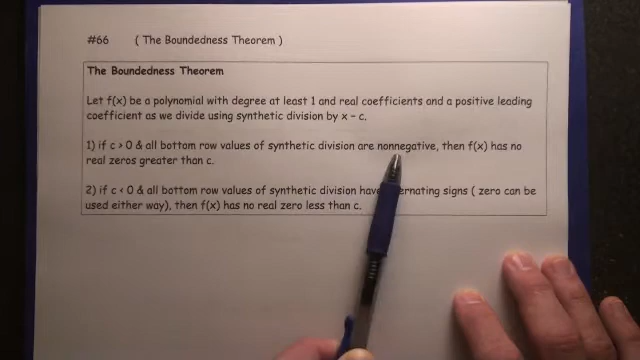 #66 ( The Boundedness Theorem )
The Boundedness Theorem
Let f(x) be a polynomial with degree at least 1 and real coefficients and a positive leading
coefficient as we divide using synthetic division by x – c.
1) if c > 0 & all bottom row values of synthetic division are nonnegative, then f(x) has no
real zeros greater than c.
2) if c < 0 & all bottom row values of synthetic division have alternating signs ( zero can be
used either way), then f(x) has no real zero less than c.